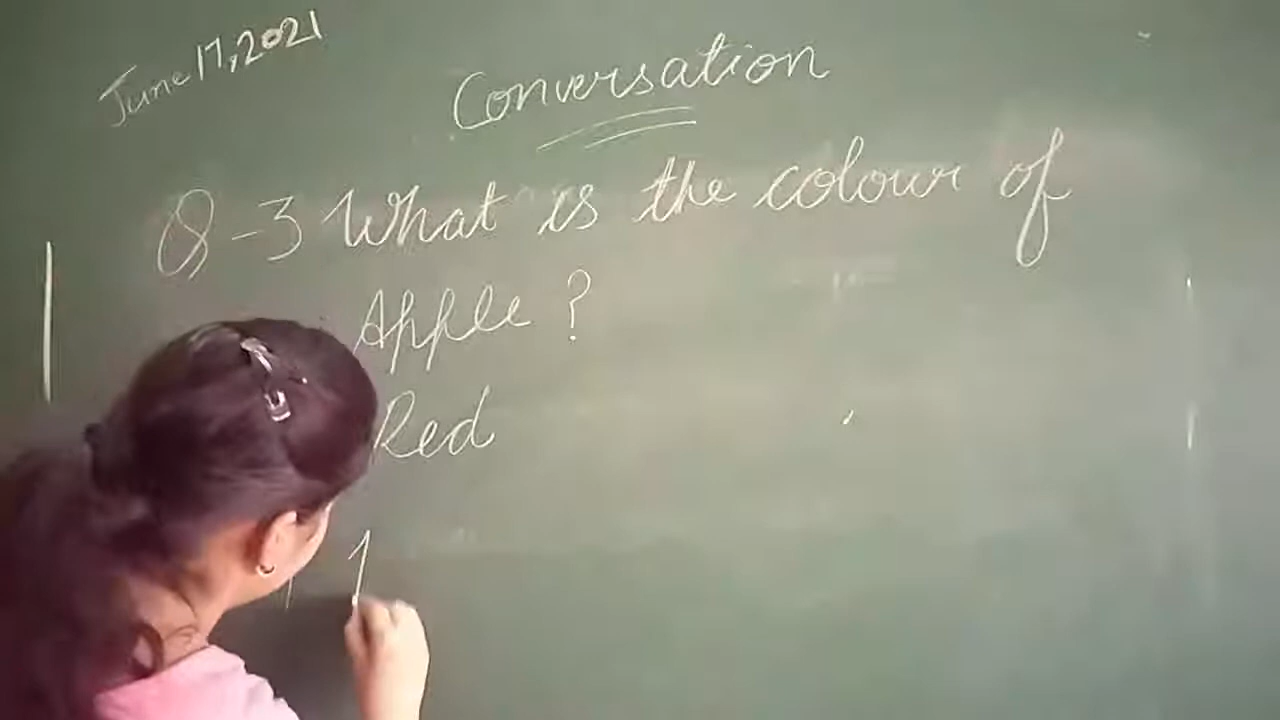 June 17, 2021
Conversation
Q-3 What is the colour of
Apple ?
Red